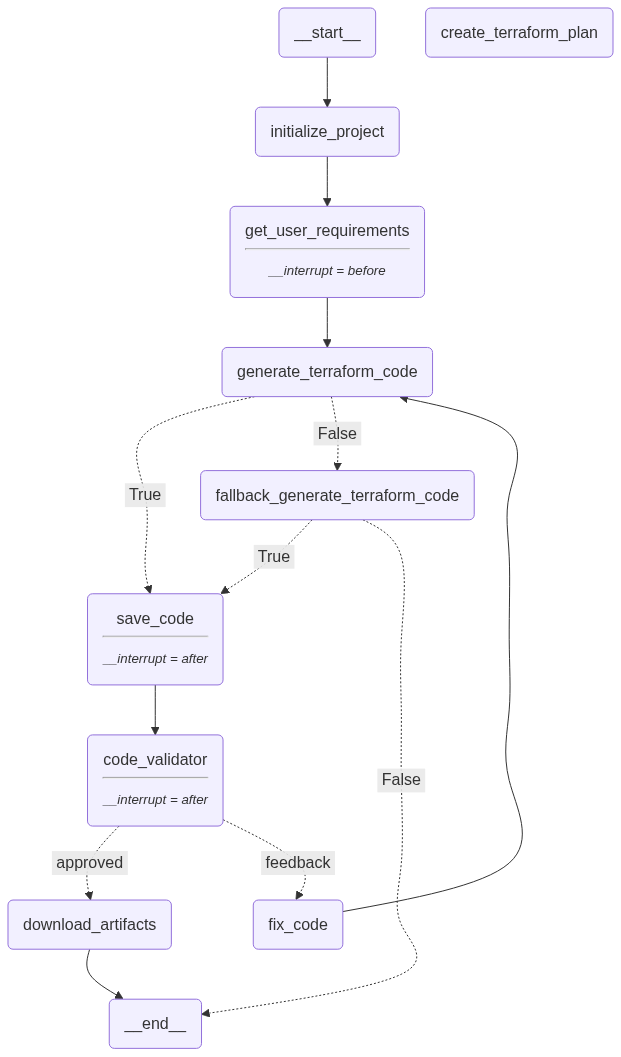 __start__
create_terraform_plan
initialize_project
get_user_requirements
__interrupt = before
generate_terraform_code
False
True
fallback_generate_terraform_code
True
save_code
__interrupt = after
code_validator
__interrupt = after
False
approved
feedback
download_artifacts
fix_code
__end__